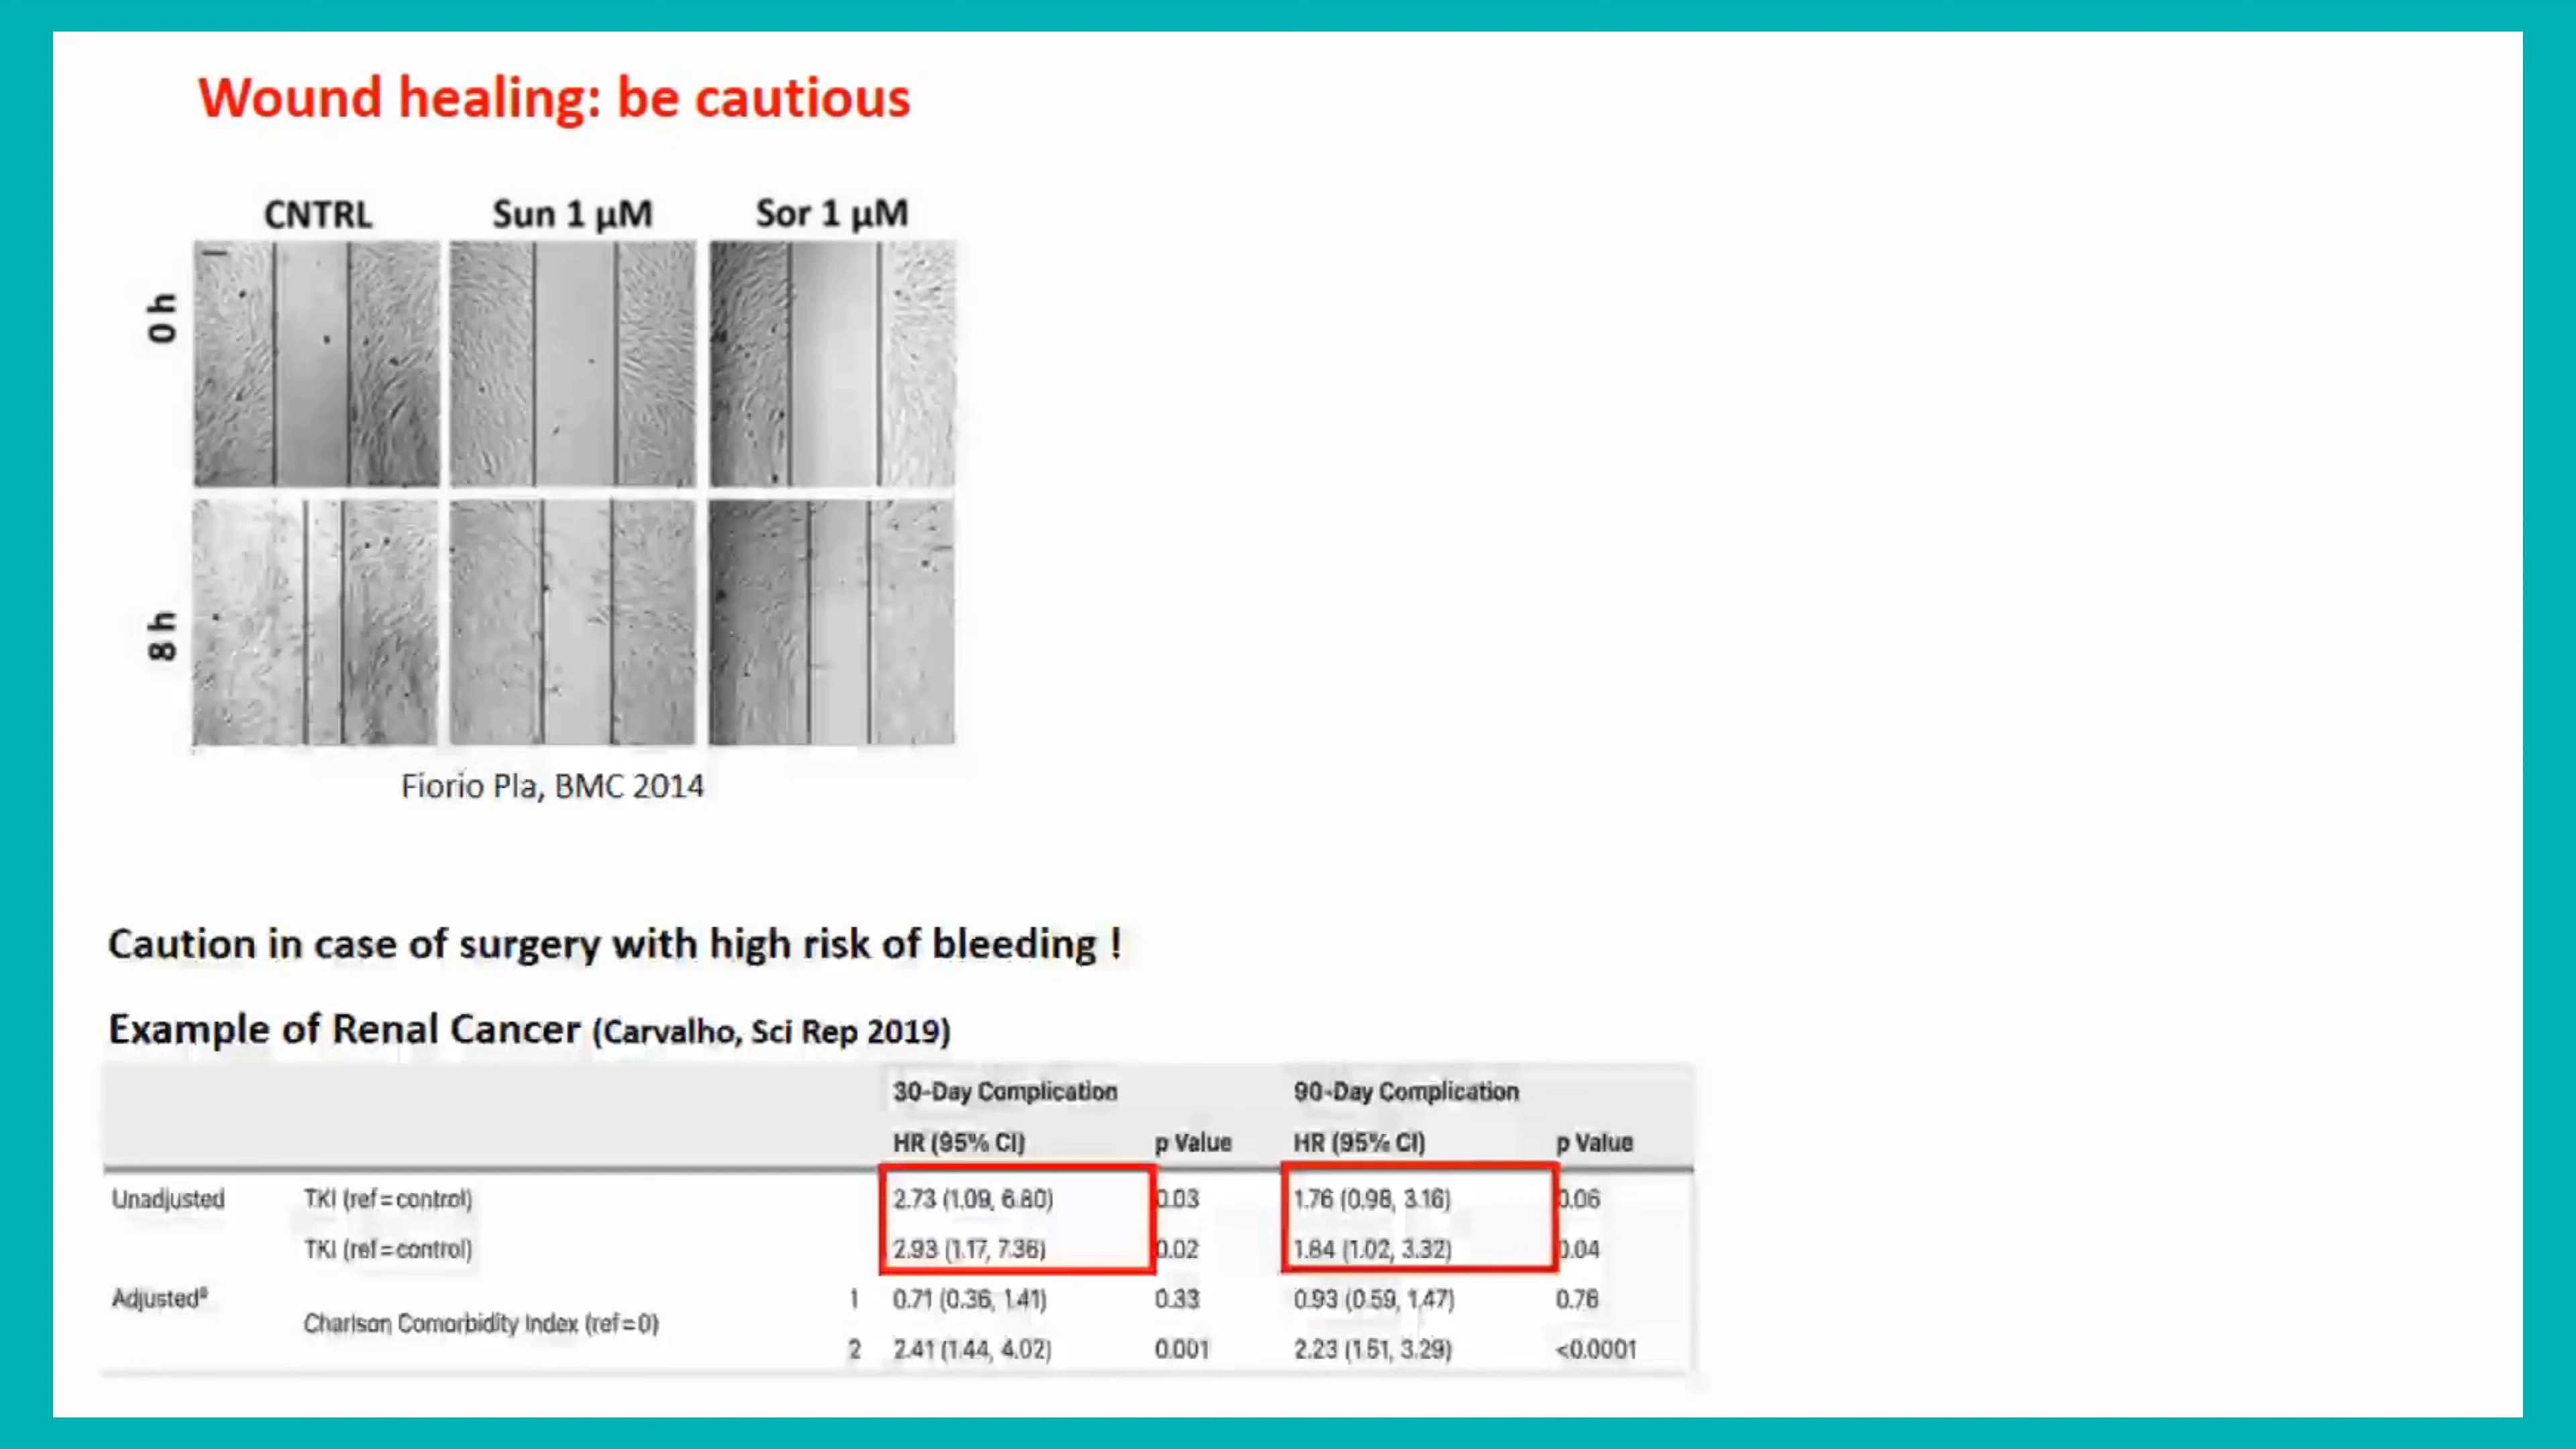 Wound healing: be cautious
CNTRL Sun 1 µM Sor 1 µM
0 h
8 h
Fiorio Pla, BMC 2014
Caution in case of surgery with high risk of bleeding !
Example of Renal Cancer (Carvalho, Sci Rep 2019)
30-Day Complication 90-Day Complication
HR (95% CI) p Value HR (95% CI) p Value
Unadjusted TKI (ref=control) 2.73 (1.09, 6.80) 0.03 1.76 (0.98, 3.16) 0.06
TKI (ref=control) 2.93 (1.17, 7.36) 0.02 1.84 (1.02, 3.32) 0.04
Adjusted 1 0.71 (0.36, 1.41) 0.33 0.93 (0.59, 1.47) 0.76
Charlson Comorbidity Index (ref=0)
2 2.41 (1.44, 4.02) 0.001 2.23 (1.51, 3.29) <0.0001